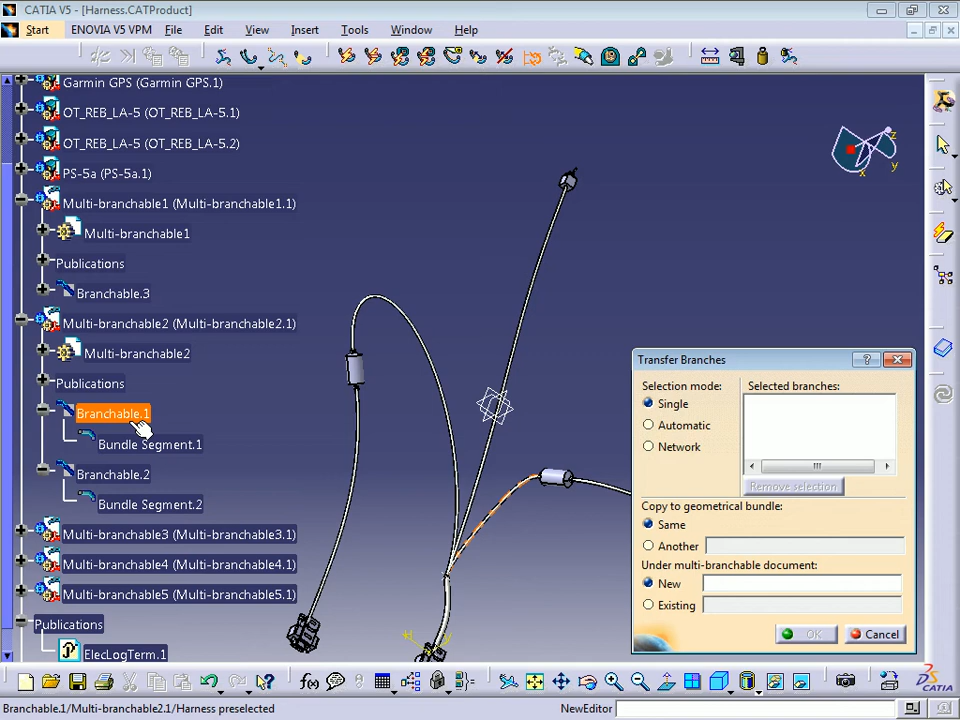 CATIA V5 - [Harness.CATProduct]
Start ENOVIA V5 VPM File Edit View Insert Tools Window Help
Garmin GPS (Garmin GPS.1)
OT_REB_LA-5 (OT_REB_LA-5.1)
OT_REB_LA-5 (OT_REB_LA-5.2)
PS-5a (PS-5a.1)
Multi-branchable1 (Multi-branchable1.1)
Multi-branchable1
Publications
Branchable.3
Multi-branchable2 (Multi-branchable2.1)
Multi-branchable2
Publications
Branchable.1
Bundle Segment.1
Branchable.2
Bundle Segment.2
Multi-branchable3 (Multi-branchable3.1)
Multi-branchable4 (Multi-branchable4.1)
Multi-branchable5 (Multi-branchable5.1)
Publications
ElecLogTerm.1
z
y
x
Transfer Branches
Selection mode:
Single
Automatic
Network
Selected branches:
Remove selection
Copy to geometrical bundle:
Same
Another
Under multi-branchable document:
New
Existing
OK Cancel
f(x)
CATIA
Branchable.1/Multi-branchable2.1/Harness preselected
NewEditor